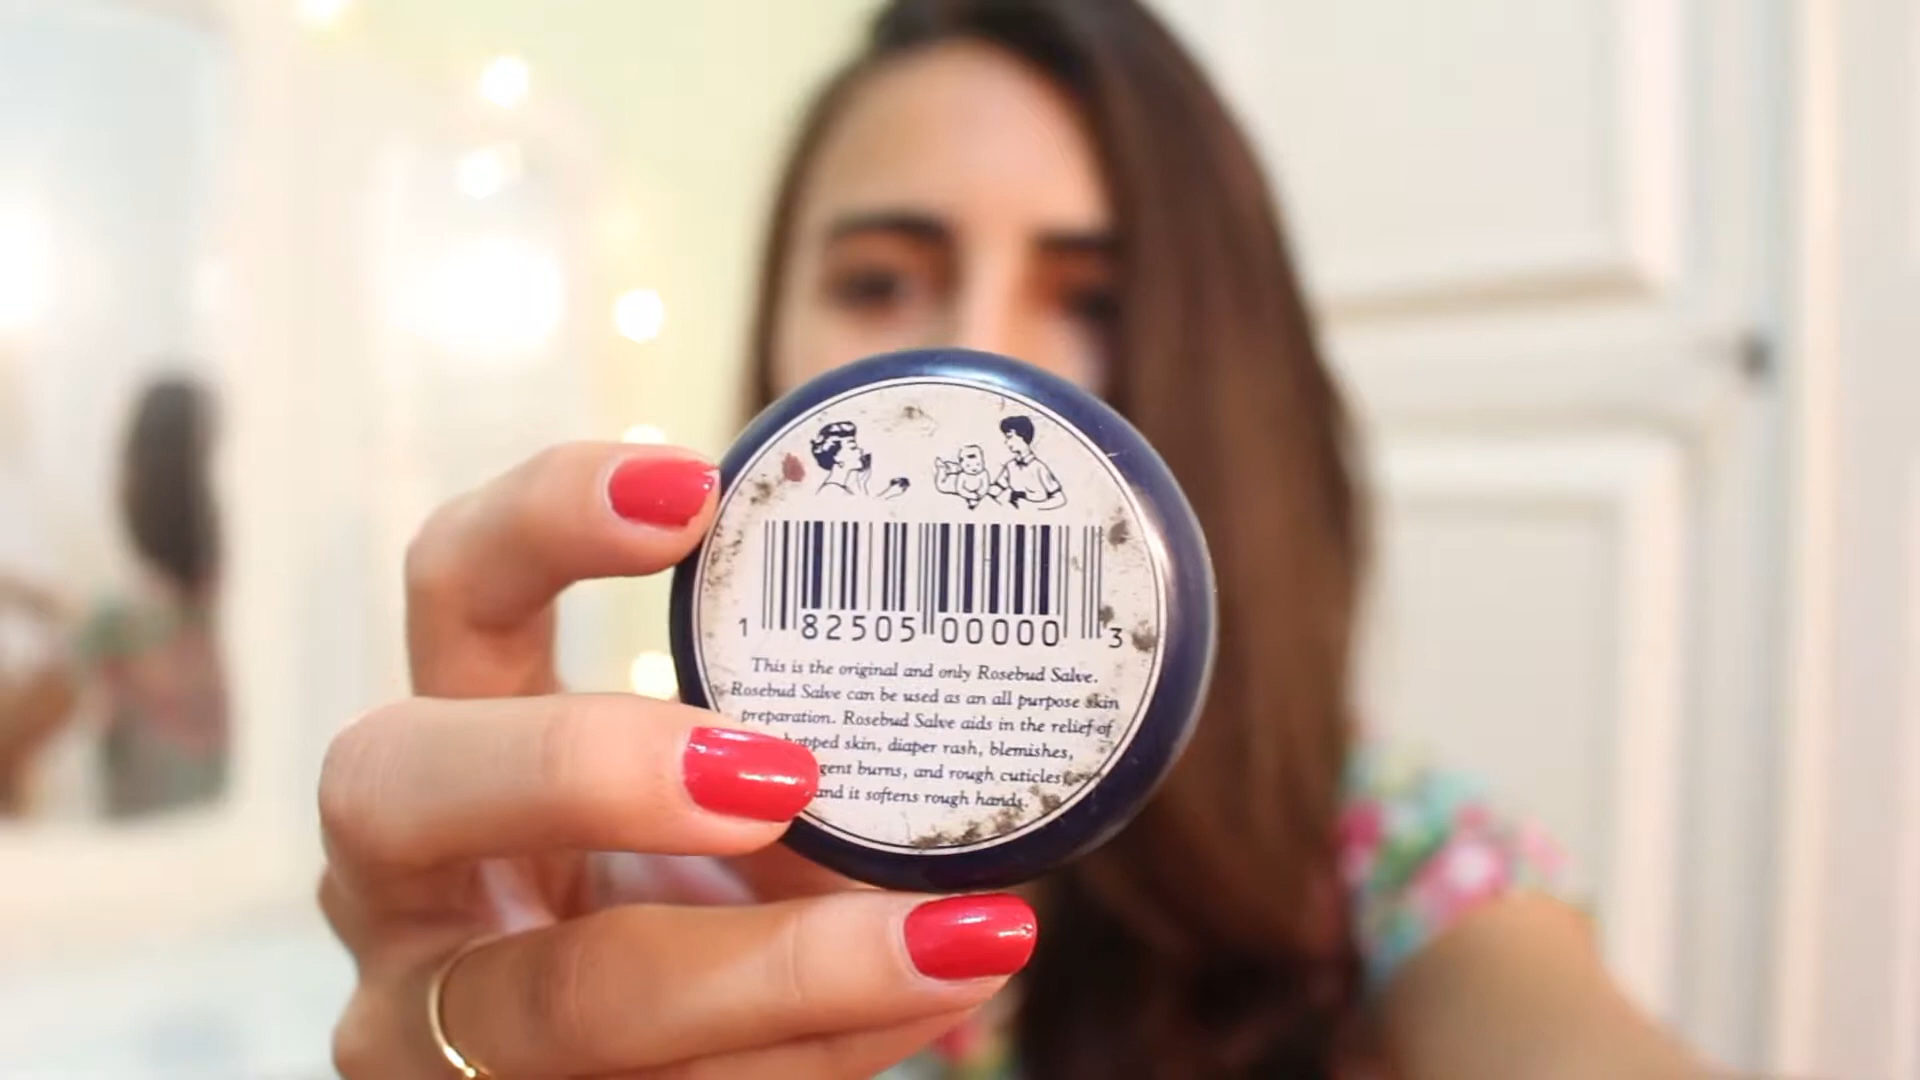 1 82505 00000 3
This is the original and only Rosebud Salve.
Rosebud Salve can be used as an all purpose skin
preparation. Rosebud Salve aids in the relief of
skin, diaper rash, blemishes,
burns, and rough cuticles
and it softens rough hands.